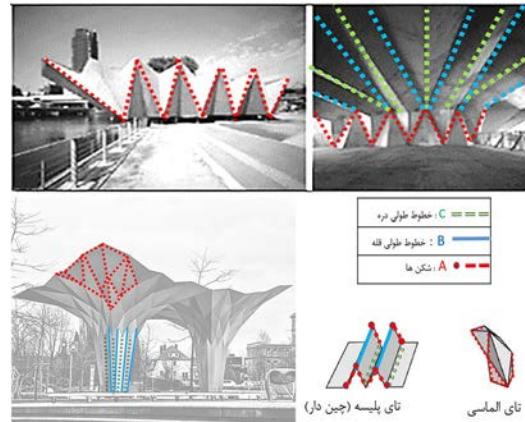 C : خطوط طولی دره
B : خطوط طولی قله
A : شکن ها
تای پلیسه (چین دار)
تای الماسی